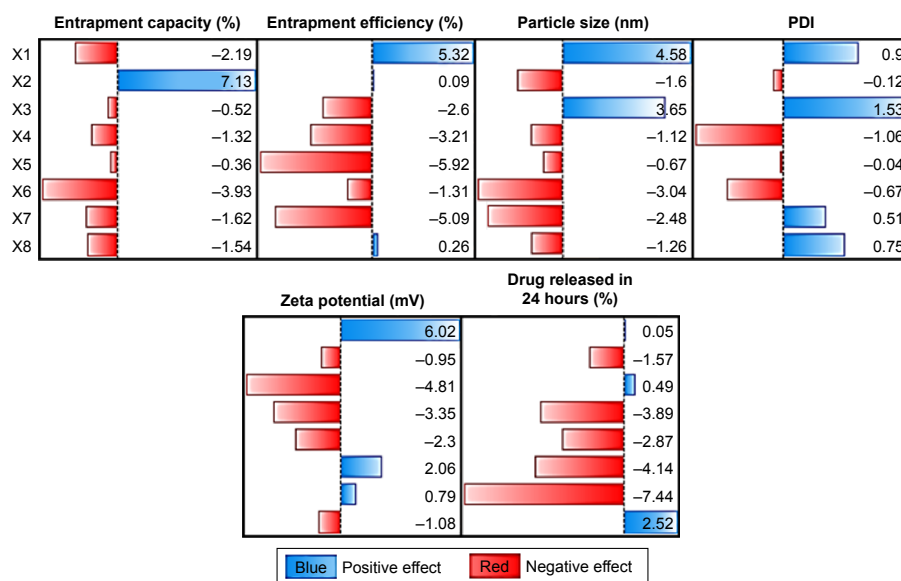 Entrapment capacity (%) Entrapment efficiency (%) Particle size (nm) PDI
X1 –2.19 5.32 4.58 0.9
X2 7.13 0.09 –1.6 –0.12
X3 –0.52 –2.6 3.65 1.53
X4 –1.32 –3.21 –1.12 –1.06
X5 –0.36 –5.92 –0.67 –0.04
X6 –3.93 –1.31 –3.04 –0.67
X7 –1.62 –5.09 –2.48 0.51
X8 –1.54 0.26 –1.26 0.75
Zeta potential (mV) Drug released in
24 hours (%)
6.02 0.05
–0.95 –1.57
–4.81 0.49
–3.35 –3.89
–2.3 –2.87
2.06 –4.14
0.79 –7.44
–1.08 2.52
Blue Positive effect Red Negative effect